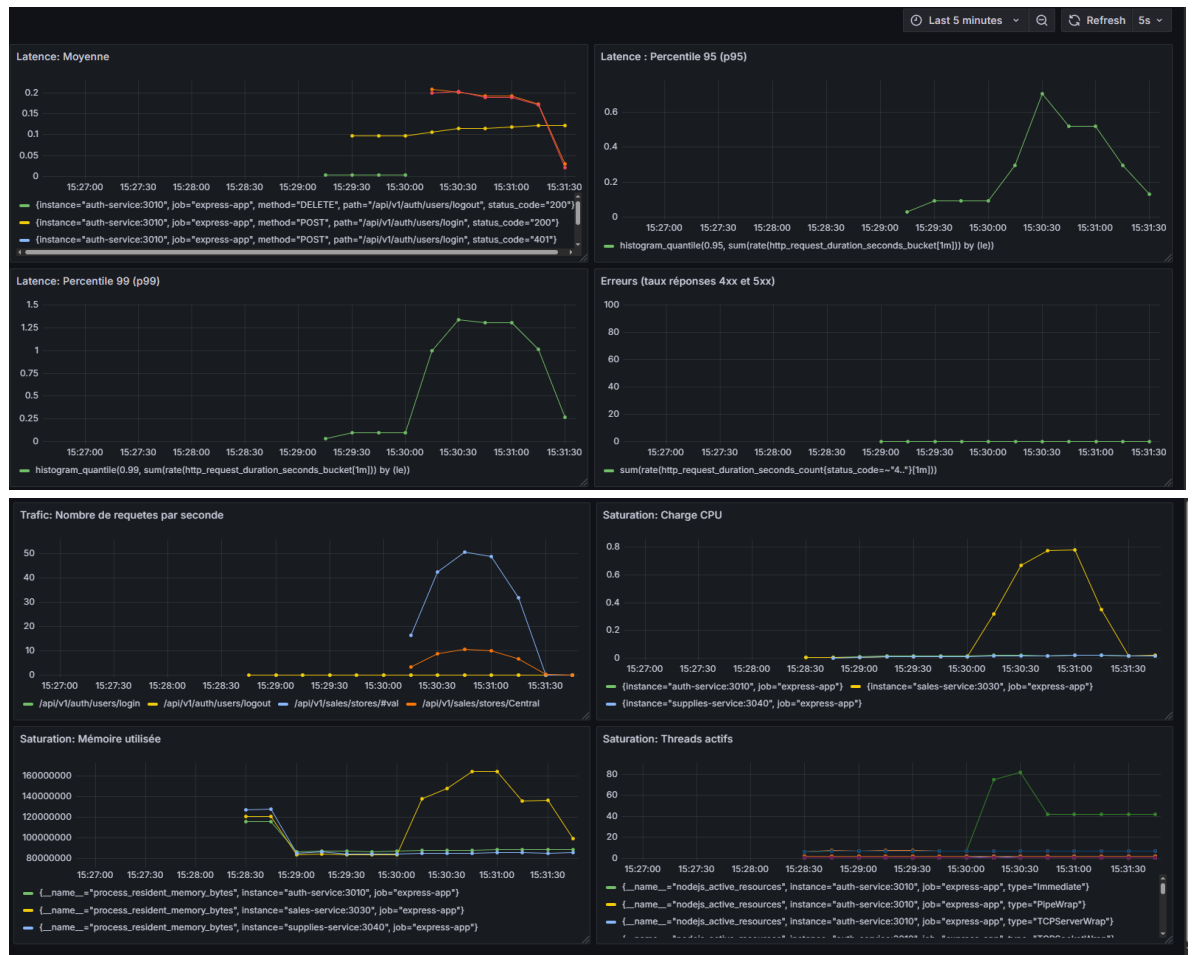 Last 5 minutes Refresh 5s
Latence: Moyenne
0.2
0.15
0.1
0.05
0
15:27:00 15:27:30 15:28:00 15:28:30 15:29:00 15:29:30 15:30:00 15:30:30 15:31:00 15:31:30
{instance="auth-service:3010", job="express-app", method="DELETE", path="/api/v1/auth/users/logout", status_code="200"}
{instance="auth-service:3010", job="express-app", method="POST", path="/api/v1/auth/users/login", status_code="200"}
{instance="auth-service:3010", job="express-app", method="POST", path="/api/v1/auth/users/login", status_code="401"}
Latence : Percentile 95 (p95)
0.6
0.4
0.2
0
15:27:00 15:27:30 15:28:00 15:28:30 15:29:00 15:29:30 15:30:00 15:30:30 15:31:00 15:31:30
histogram_quantile(0.95, sum(rate(http_request_duration_seconds_bucket[1m])) by (le))
Latence: Percentile 99 (p99)
1.5
1.25
1
0.75
0.5
0.25
0
15:27:00 15:27:30 15:28:00 15:28:30 15:29:00 15:29:30 15:30:00 15:30:30 15:31:00 15:31:30
histogram_quantile(0.99, sum(rate(http_request_duration_seconds_bucket[1m])) by (le))
Erreurs (taux réponses 4xx et 5xx)
100
80
60
40
20
0
15:27:00 15:27:30 15:28:00 15:28:30 15:29:00 15:29:30 15:30:00 15:30:30 15:31:00 15:31:30
sum(rate(http_request_duration_seconds_count{status_code=~"4.."}[1m]))
Trafic: Nombre de requetes par seconde
50
40
30
20
10
0
15:27:00 15:27:30 15:28:00 15:28:30 15:29:00 15:29:30 15:30:00 15:30:30 15:31:00 15:31:30
/api/v1/auth/users/login /api/v1/auth/users/logout /api/v1/sales/stores/#val /api/v1/sales/stores/Central
Saturation: Charge CPU
0.8
0.6
0.4
0.2
0
15:27:00 15:27:30 15:28:00 15:28:30 15:29:00 15:29:30 15:30:00 15:30:30 15:31:00 15:31:30
{instance="auth-service:3010", job="express-app"} {instance="sales-service:3030", job="express-app"}
{instance="supplies-service:3040", job="express-app"}
Saturation: Mémoire utilisée
160000000
140000000
120000000
100000000
80000000
15:27:00 15:27:30 15:28:00 15:28:30 15:29:00 15:29:30 15:30:00 15:30:30 15:31:00 15:31:30
{__name__="process_resident_memory_bytes", instance="auth-service:3010", job="express-app"}
{__name__="process_resident_memory_bytes", instance="sales-service:3030", job="express-app"}
{__name__="process_resident_memory_bytes", instance="supplies-service:3040", job="express-app"}
Saturation: Threads actifs
80
60
40
20
0
15:27:00 15:27:30 15:28:00 15:28:30 15:29:00 15:29:30 15:30:00 15:30:30 15:31:00 15:31:30
{__name__="nodejs_active_resources", instance="auth-service:3010", job="express-app", type="Immediate"}
{__name__="nodejs_active_resources", instance="auth-service:3010", job="express-app", type="PipeWrap"}
{__name__="nodejs_active_resources", instance="auth-service:3010", job="express-app", type="TCPServerWrap"}